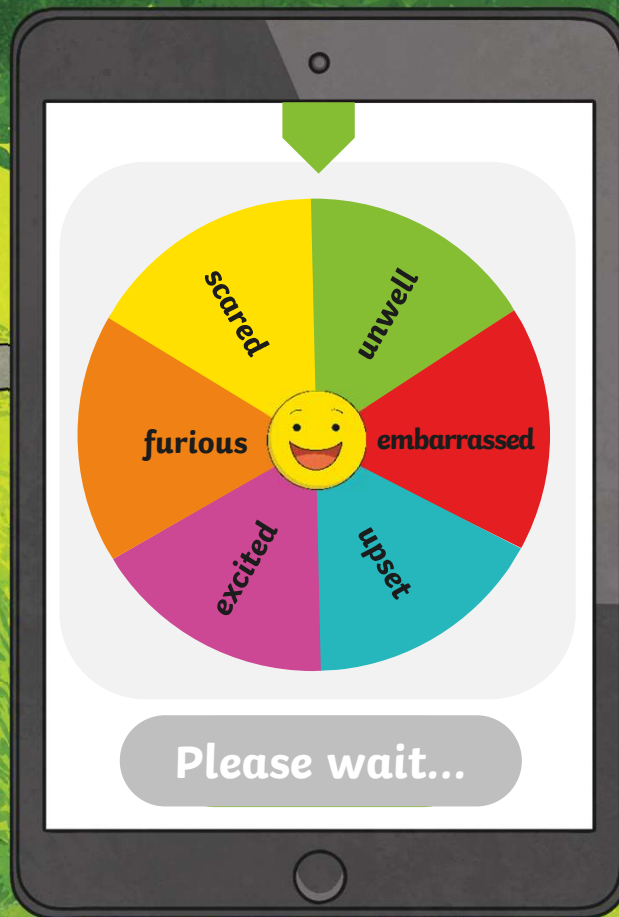 scared
unwell
furious
embarrassed
excited
upset
Please wait...